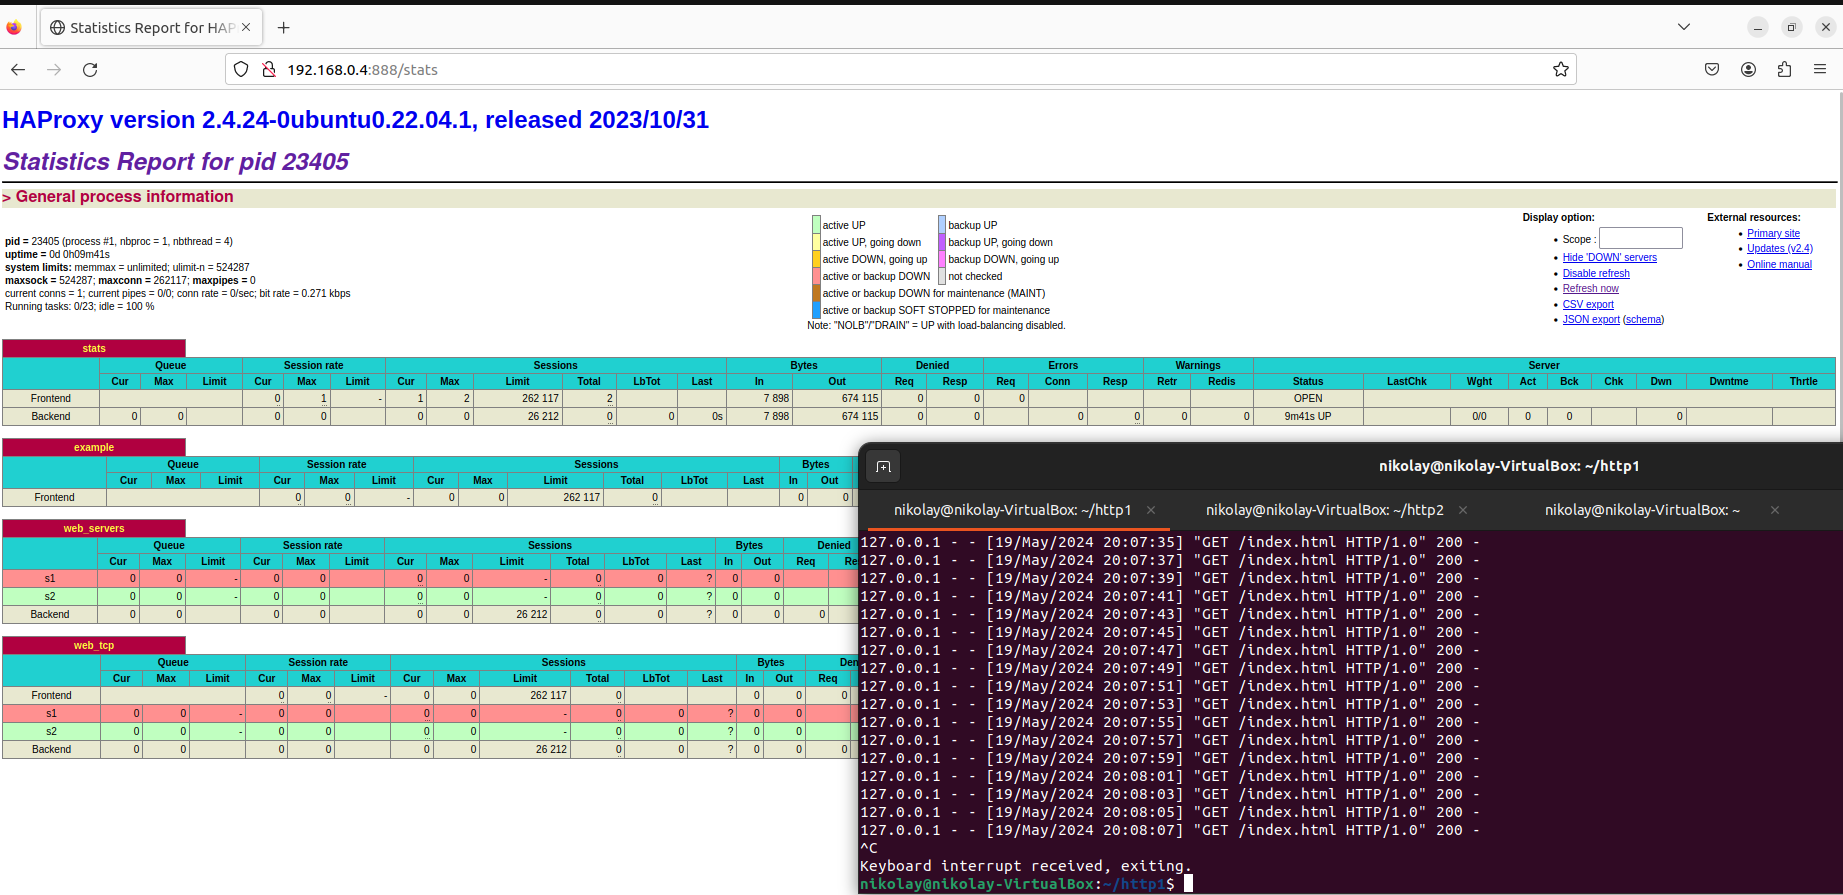 Statistics Report for HAP
192.168.0.4:888/stats
HAProxy version 2.4.24-0ubuntu0.22.04.1, released 2023/10/31
Statistics Report for pid 23405
> General process information
pid = 23405 (process #1, nbproc = 1, nbthread = 4)
uptime = 0d 0h09m41s
system limits: memmax = unlimited; ulimit-n = 524287
maxsock = 524287; maxconn = 262117; maxpipes = 0
current conns = 1; current pipes = 0/0; conn rate = 0/sec; bit rate = 0.271 kbps
Running tasks: 0/23; idle = 100 %
active UP backup UP
active UP, going down backup UP, going down
active DOWN, going up backup DOWN, going up
active or backup DOWN not checked
active or backup DOWN for maintenance (MAINT)
active or backup SOFT STOPPED for maintenance
Note: "NOLB"/"DRAIN" = UP with load-balancing disabled.
Display option:
Scope :
Hide 'DOWN' servers
Disable refresh
Refresh now
CSV export
JSON export (schema)
External resources:
Primary site
Updates (v2.4)
Online manual
stats
Queue Session rate Sessions Bytes Denied Errors Warnings Server
Cur Max Limit Cur Max Limit Cur Max Limit Total LbTot Last In Out Req Resp Req Conn Resp Retr Redis Status LastChk Wght Act Bck Chk Dwn Dwntme Thrtle
Frontend 0 1 - 1 2 262 117 2 7 898 674 115 0 0 0 OPEN
Backend 0 0 0 0 0 0 26 212 0 0 0s 7 898 674 115 0 0 0 0 0 0 9m41s UP 0/0 0 0 0
example
Queue Session rate Sessions Bytes
Cur Max Limit Cur Max Limit Cur Max Limit Total LbTot Last In Out
Frontend 0 0 - 0 0 262 117 0 0 0
web_servers
Queue Session rate Sessions Bytes Denied
Cur Max Limit Cur Max Limit Cur Max Limit Total LbTot Last In Out Req Re
s1 0 0 - 0 0 0 0 - 0 0 ? 0 0
s2 0 0 - 0 0 0 0 - 0 0 ? 0 0
Backend 0 0 0 0 0 0 26 212 0 0 ? 0 0 0
web_tcp
Queue Session rate Sessions Bytes Den
Cur Max Limit Cur Max Limit Cur Max Limit Total LbTot Last In Out Req
Frontend 0 0 - 0 0 262 117 0 0 0 0
s1 0 0 - 0 0 0 0 - 0 0 ? 0 0
s2 0 0 - 0 0 0 0 - 0 0 ? 0 0
Backend 0 0 0 0 0 0 26 212 0 0 ? 0 0 0
nikolay@nikolay-VirtualBox: ~/http1
nikolay@nikolay-VirtualBox: ~/http1 nikolay@nikolay-VirtualBox: ~/http2 nikolay@nikolay-VirtualBox: ~
127.0.0.1 - - [19/May/2024 20:07:35] "GET /index.html HTTP/1.0" 200 -
127.0.0.1 - - [19/May/2024 20:07:37] "GET /index.html HTTP/1.0" 200 -
127.0.0.1 - - [19/May/2024 20:07:39] "GET /index.html HTTP/1.0" 200 -
127.0.0.1 - - [19/May/2024 20:07:41] "GET /index.html HTTP/1.0" 200 -
127.0.0.1 - - [19/May/2024 20:07:43] "GET /index.html HTTP/1.0" 200 -
127.0.0.1 - - [19/May/2024 20:07:45] "GET /index.html HTTP/1.0" 200 -
127.0.0.1 - - [19/May/2024 20:07:47] "GET /index.html HTTP/1.0" 200 -
127.0.0.1 - - [19/May/2024 20:07:49] "GET /index.html HTTP/1.0" 200 -
127.0.0.1 - - [19/May/2024 20:07:51] "GET /index.html HTTP/1.0" 200 -
127.0.0.1 - - [19/May/2024 20:07:53] "GET /index.html HTTP/1.0" 200 -
127.0.0.1 - - [19/May/2024 20:07:55] "GET /index.html HTTP/1.0" 200 -
127.0.0.1 - - [19/May/2024 20:07:57] "GET /index.html HTTP/1.0" 200 -
127.0.0.1 - - [19/May/2024 20:07:59] "GET /index.html HTTP/1.0" 200 -
127.0.0.1 - - [19/May/2024 20:08:01] "GET /index.html HTTP/1.0" 200 -
127.0.0.1 - - [19/May/2024 20:08:03] "GET /index.html HTTP/1.0" 200 -
127.0.0.1 - - [19/May/2024 20:08:05] "GET /index.html HTTP/1.0" 200 -
127.0.0.1 - - [19/May/2024 20:08:07] "GET /index.html HTTP/1.0" 200 -
^C
Keyboard interrupt received, exiting.
nikolay@nikolay-VirtualBox:~/http1$